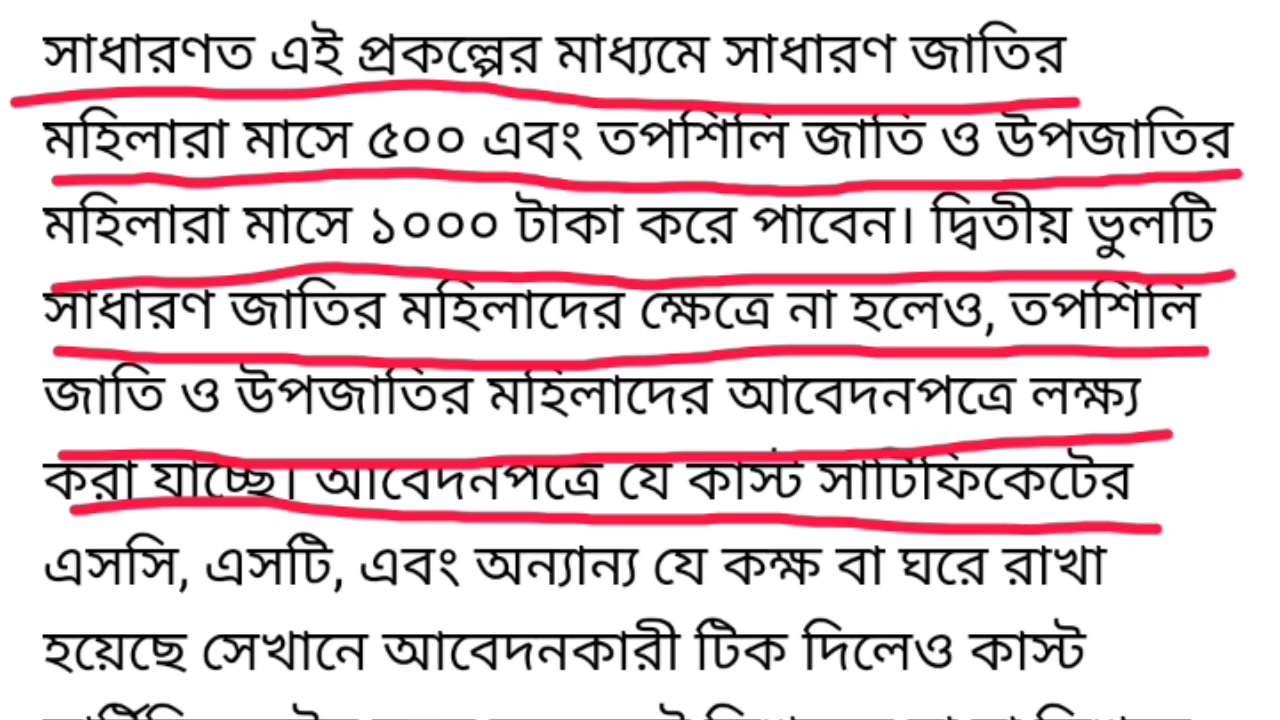 সাধারণত এই প্রকল্পের মাধ্যমে সাধারণ জাতির
মহিলারা মাসে ৫০০ এবং তপশিলি জাতি ও উপজাতির
মহিলারা মাসে ১০০০ টাকা করে পাবেন। দ্বিতীয় ভুলটি
সাধারণ জাতির মহিলাদের ক্ষেত্রে না হলেও, তপশিলি
জাতি ও উপজাতির মহিলাদের আবেদনপত্রে লক্ষ্য
করা যাচ্ছে। আবেদনপত্রে যে কাস্ট সার্টিফিকেটের
এসসি, এসটি, এবং অন্যান্য যে কক্ষ বা ঘরে রাখা
হয়েছে সেখানে আবেদনকারী টিক দিলেও কাস্ট